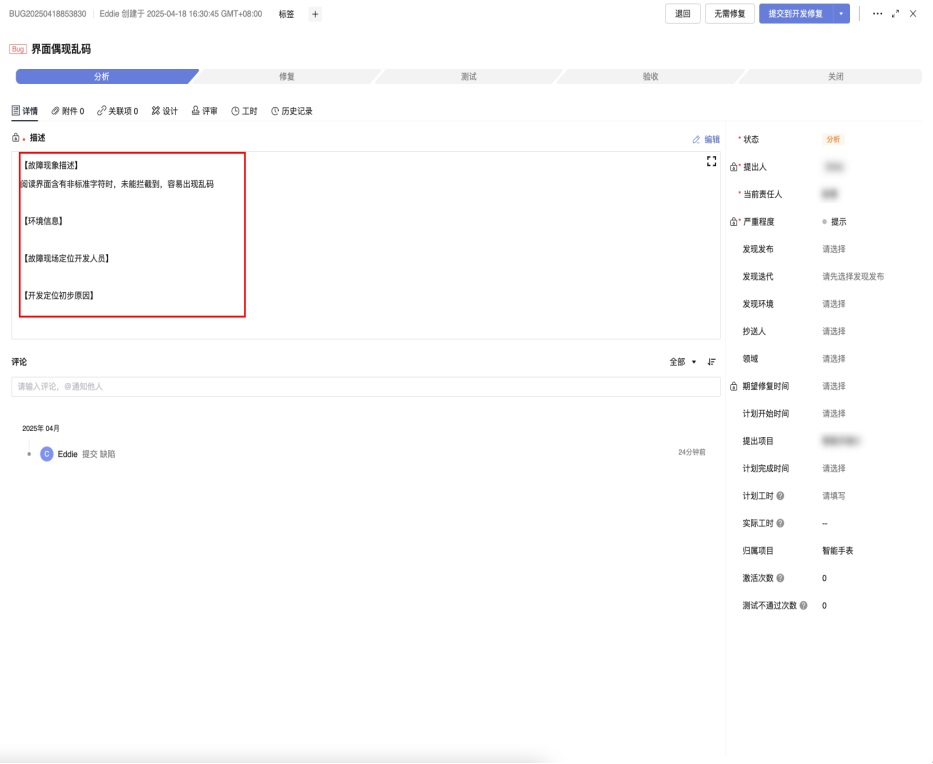 BUG20250418853830 Eddie 创建于 2025-04-18 16:30:45 GMT+08:00 标签 + 退回 无需修复 提交到开发修复
Bug 界面偶现乱码
分析 修复 测试 验收 关闭
详情 附件 0 关联项 0 设计 评审 工时 历史记录
描述 编辑
【故障现象描述】
阅读界面含有非标准字符时，未能拦截到，容易出现乱码
【环境信息】
【故障现场定位开发人员】
【开发定位初步原因】
评论 全部
请输入评论，@通知他人
2025年 04月
C Eddie 提交 缺陷 24分钟前
* 状态 分析
* 提出人
* 当前责任人
* 严重程度 提示
发现发布 请选择
发现迭代 请先选择发现发布
发现环境 请选择
抄送人 请选择
领域 请选择
期望修复时间 请选择
计划开始时间 请选择
提出项目
计划完成时间 请选择
计划工时 ? 请填写
实际工时 ? --
归属项目 智能手表
激活次数 ? 0
测试不通过次数 ? 0